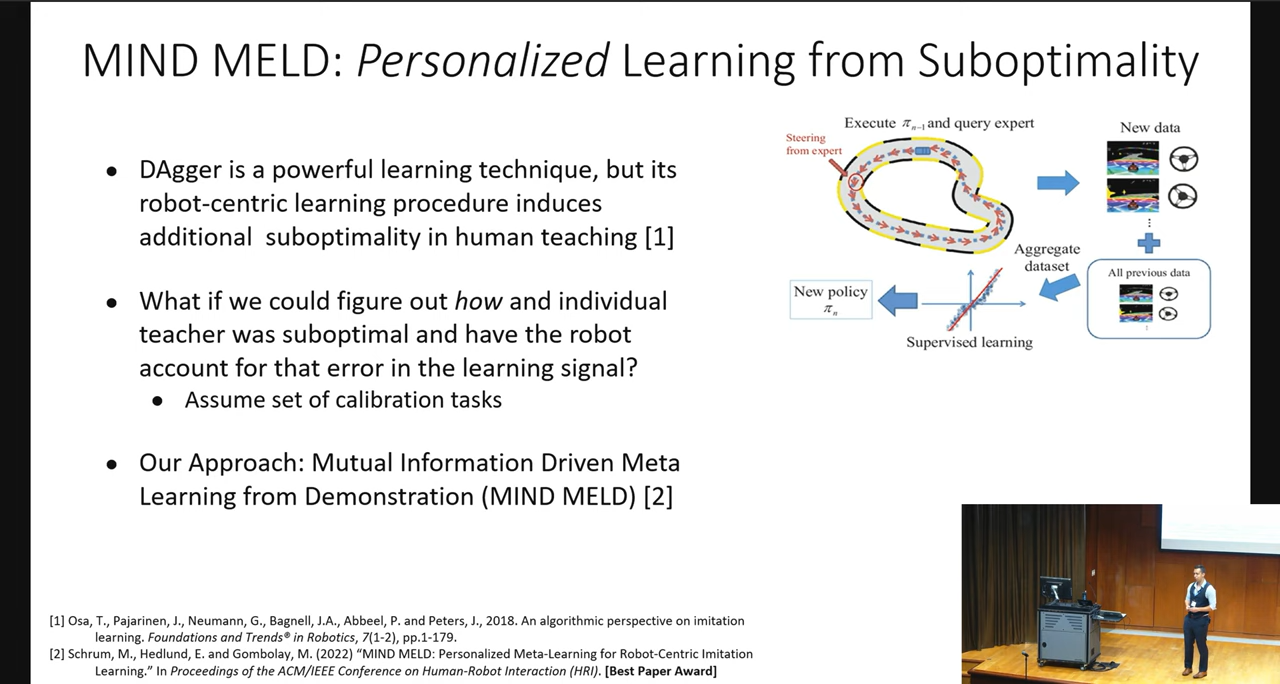 MIND MELD: Personalized Learning from Suboptimality
● DAgger is a powerful learning technique, but its
robot-centric learning procedure induces
additional suboptimality in human teaching [1]
● What if we could figure out how and individual
teacher was suboptimal and have the robot
account for that error in the learning signal?
● Assume set of calibration tasks
● Our Approach: Mutual Information Driven Meta
Learning from Demonstration (MIND MELD) [2]
Execute πn−1 and query expert
Steering
from expert
New data
⋮
All previous data
Aggregate
dataset
Supervised learning
New policy
πn
[1] Osa, T., Pajarinen, J., Neumann, G., Bagnell, J.A., Abbeel, P. and Peters, J., 2018. An algorithmic perspective on imitation
learning. Foundations and Trends® in Robotics, 7(1-2), pp.1-179.
[2] Schrum, M., Hedlund, E. and Gombolay, M. (2022) “MIND MELD: Personalized Meta-Learning for Robot-Centric Imitation
Learning.” In Proceedings of the ACM/IEEE Conference on Human-Robot Interaction (HRI). [Best Paper Award]